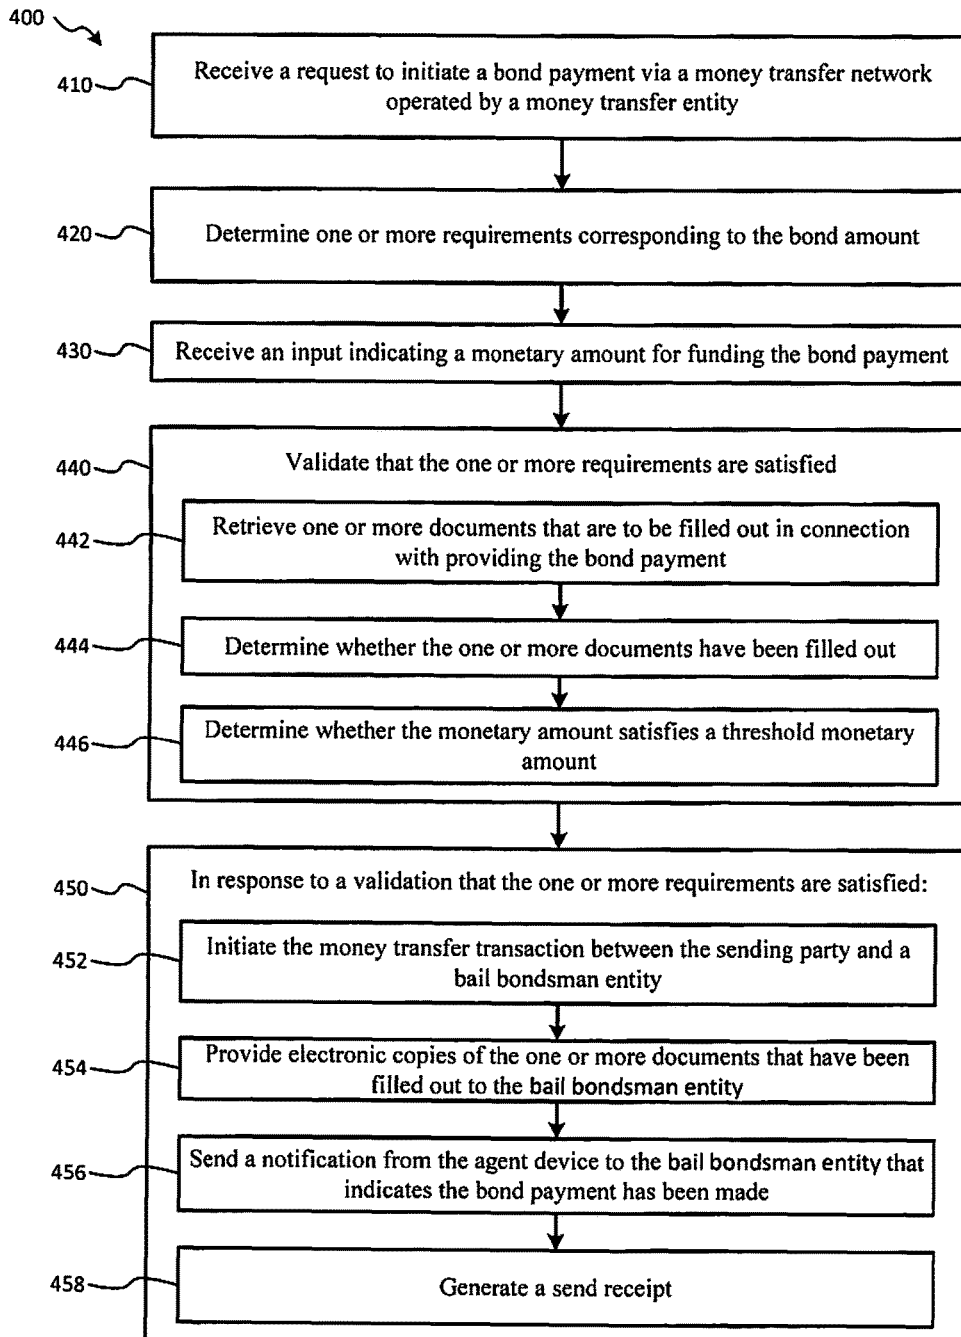 400
410
Receive a request to initiate a bond payment via a money transfer network
operated by a money transfer entity
420
Determine one or more requirements corresponding to the bond amount
430
Receive an input indicating a monetary amount for funding the bond payment
440
Validate that the one or more requirements are satisfied
442
Retrieve one or more documents that are to be filled out in connection
with providing the bond payment
444
Determine whether the one or more documents have been filled out
446
Determine whether the monetary amount satisfies a threshold monetary
amount
450
In response to a validation that the one or more requirements are satisfied:
452
Initiate the money transfer transaction between the sending party and a
bail bondsman entity
454
Provide electronic copies of the one or more documents that have been
filled out to the bail bondsman entity
456
Send a notification from the agent device to the bail bondsman entity that
indicates the bond payment has been made
458
Generate a send receipt